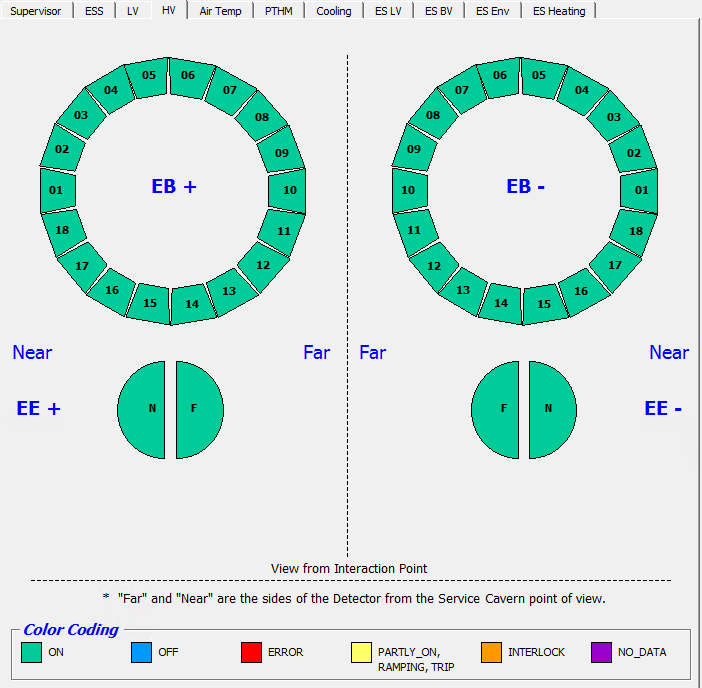 Supervisor ESS LV HV Air Temp PTHM Cooling ES LV ES BV ES Env ES Heating
05 06
04 07
03 08
02 09
01 EB + 10
18 11
17 12
16 13
15 14
06 05
07 04
08 03
09 02
10 EB - 01
11 18
12 17
13 16
14 15
Near Far Far Near
EE + N F F N EE -
View from Interaction Point
* "Far" and "Near" are the sides of the Detector from the Service Cavern point of view.
Color Coding
ON OFF ERROR PARTLY_ON, INTERLOCK NO_DATA
RAMPING, TRIP